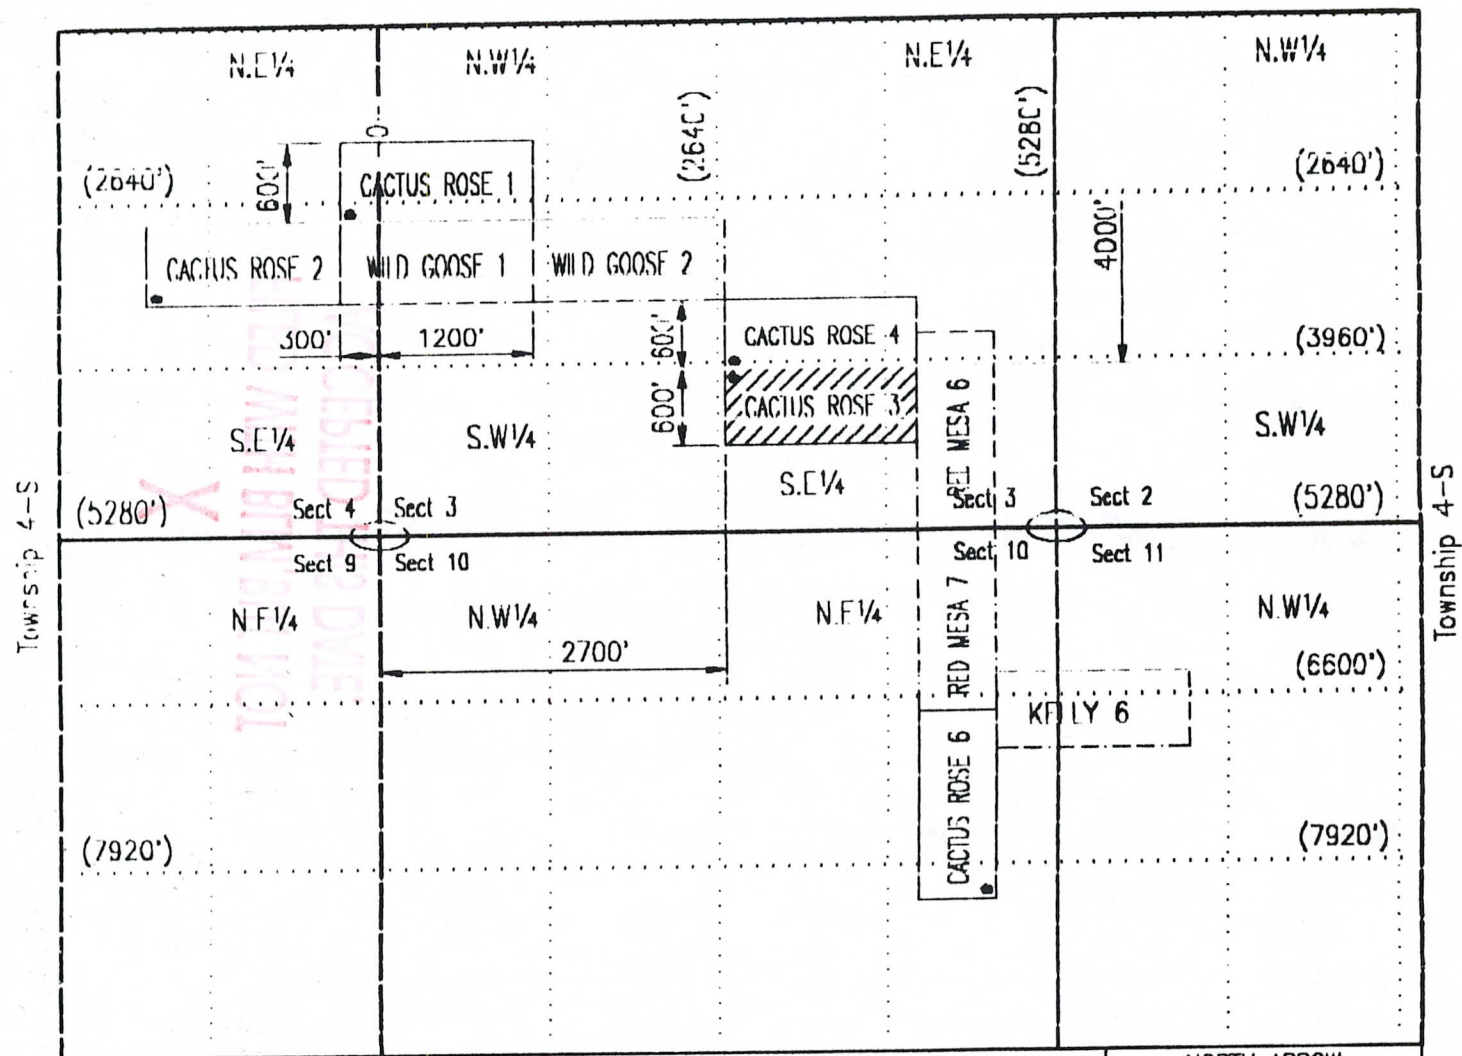 N.E¼ N.W¼ N.E¼ N.W¼
(2640') (5280')
0
(2640') 600' CACTUS ROSE 1 (2640')
4000'
CACTUS ROSE 2 WILD GOOSE 1 WILD GOOSE 2
300' 1200' 600' CACTUS ROSE 4 (3960')
600' CACTUS ROSE 3 RED MESA 6
S.E¼ S.W¼ S.E¼ S.W¼
(5280') Sect 4 Sect 3 Sect 3 Sect 2 (5280')
Township 4-S Township 4-S
Sect 9 Sect 10 Sect 10 Sect 11
N.E¼ N.W¼ N.E¼ RED MESA 7 N.W¼
2700' (6600')
KELLY 6
CACTUS ROSE 6
(7920') (7920')
X
NORTH ARROW